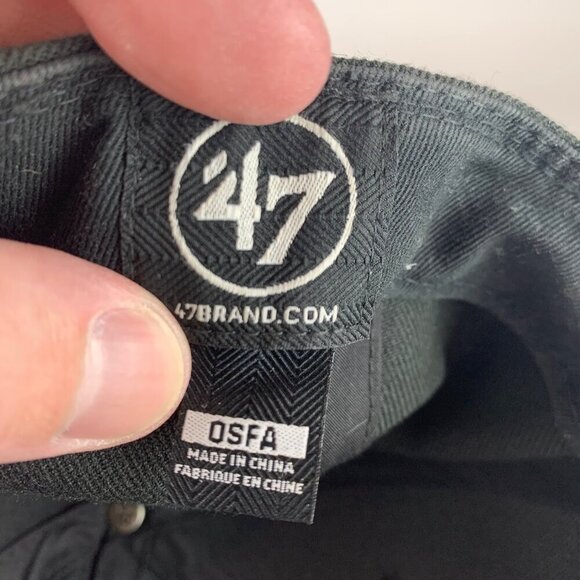 '47
47BRAND.COM
OSFA
MADE IN CHINA
FABRIQUE EN CHINE